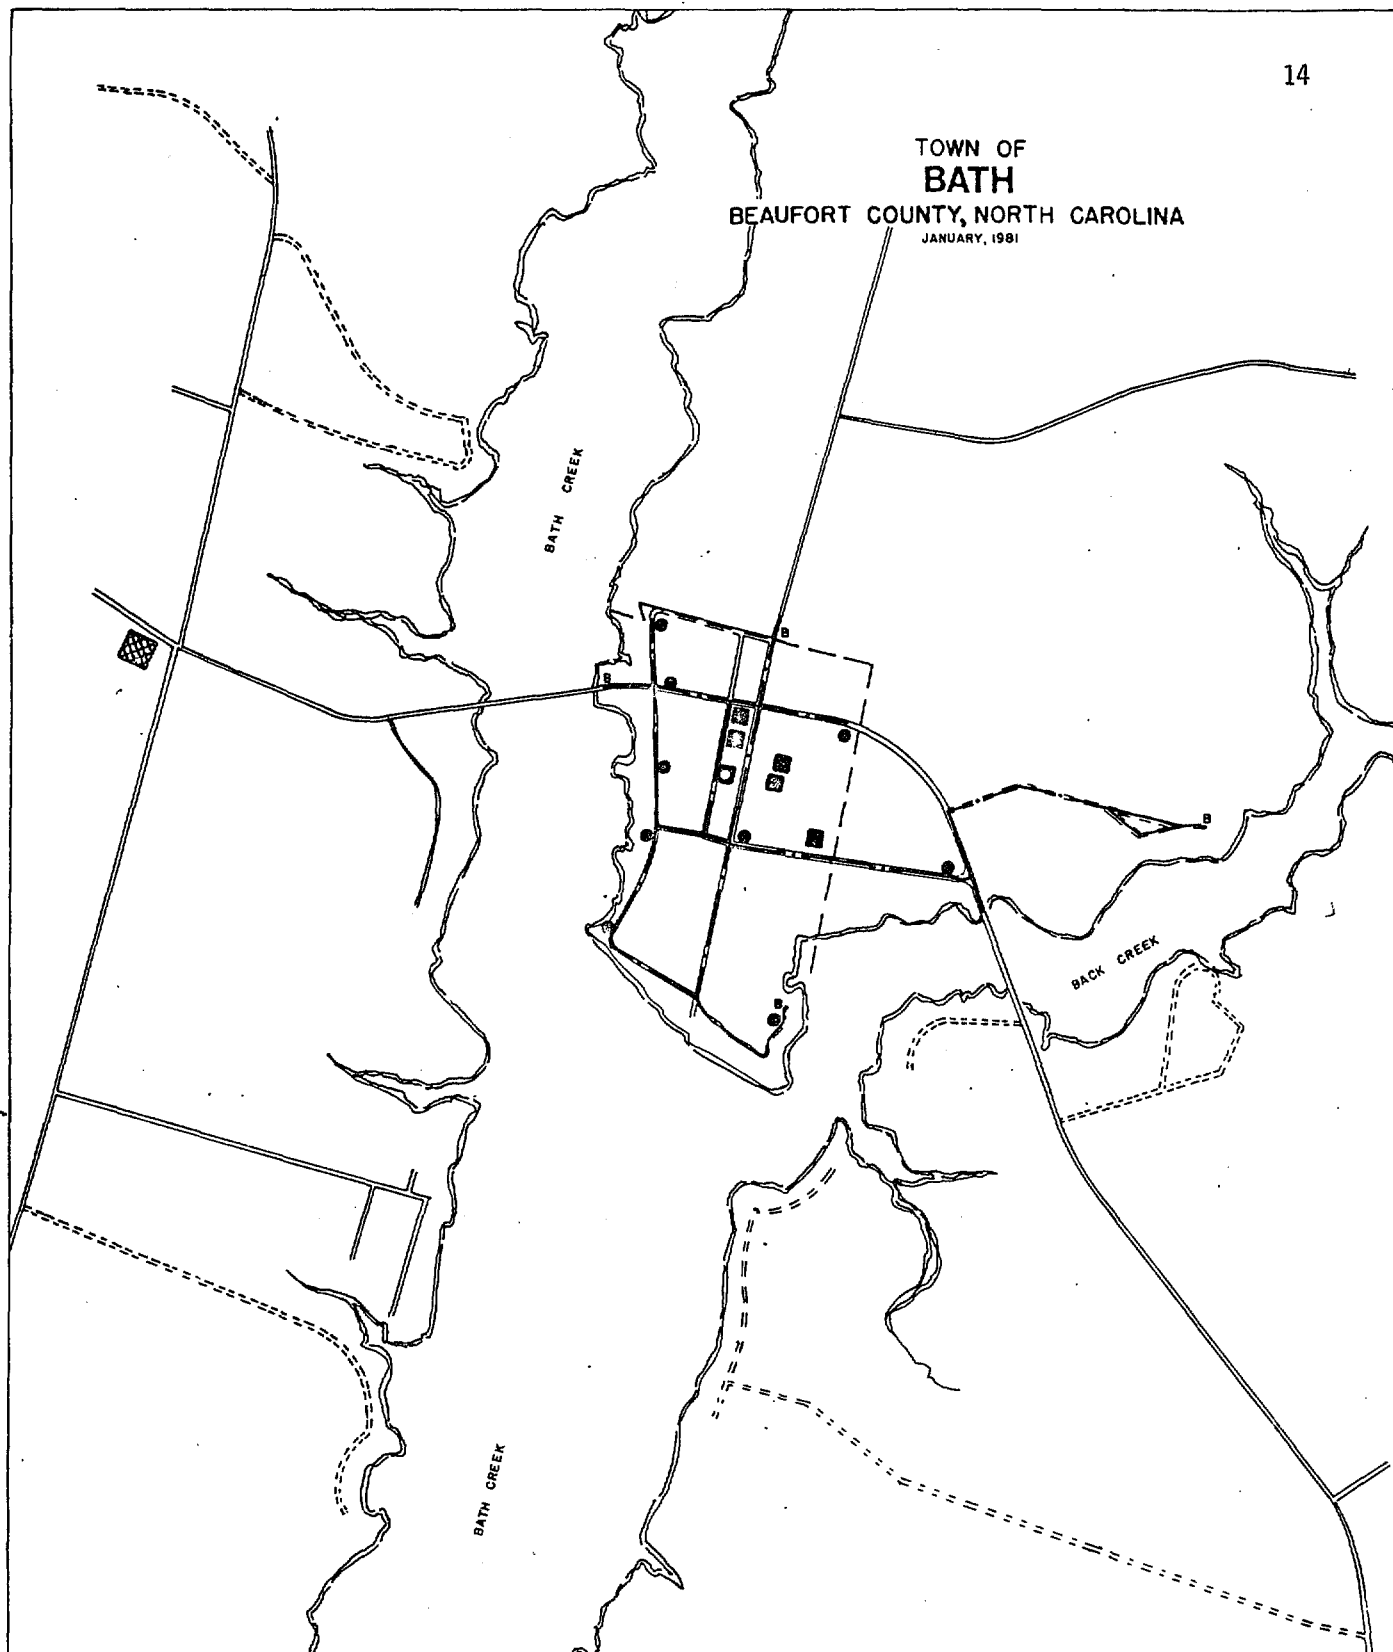 14
TOWN OF
BATH
BEAUFORT COUNTY, NORTH CAROLINA
JANUARY, 1981
BATH CREEK
B
B
B
BACK CREEK
B
BATH CREEK